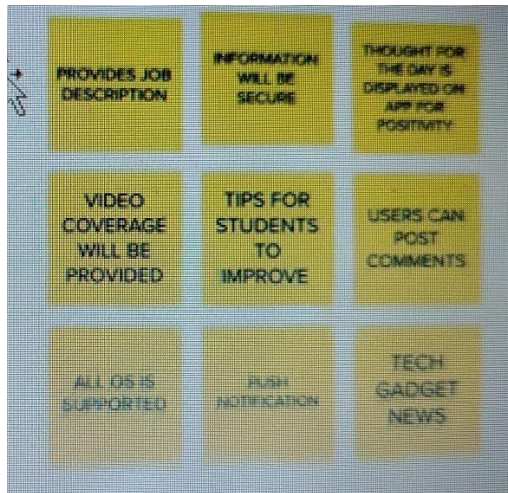 PROVIDES JOB
DESCRIPTION
INFORMATION
WILL BE
SECURE
THOUGHT FOR
THE DAY IS
DISPLAYED ON
APP FOR
POSITIVITY
VIDEO
COVERAGE
WILL BE
PROVIDED
TIPS FOR
STUDENTS
TO
IMPROVE
USERS CAN
POST
COMMENTS
ALL OS IS
SUPPORTED
PUSH
NOTIFICATION
TECH
GADGET
NEWS